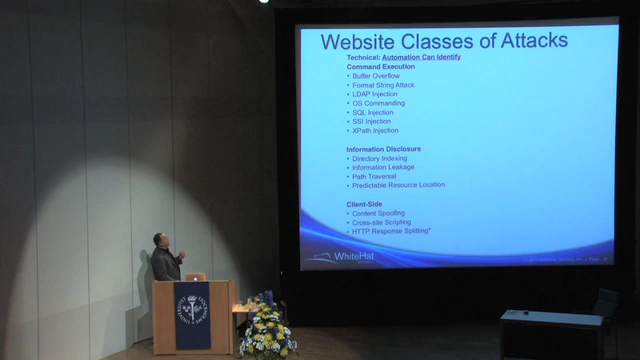 Website Classes of Attacks
Technical: Automation Can Identify
Command Execution
• Buffer Overflow
• Format String Attack
• LDAP Injection
• OS Commanding
• SQL Injection
• SSI Injection
• XPath Injection
Information Disclosure
• Directory Indexing
• Information Leakage
• Path Traversal
• Predictable Resource Location
Client-Side
• Content Spoofing
• Cross-site Scripting
• HTTP Response Splitting*
WhiteHat